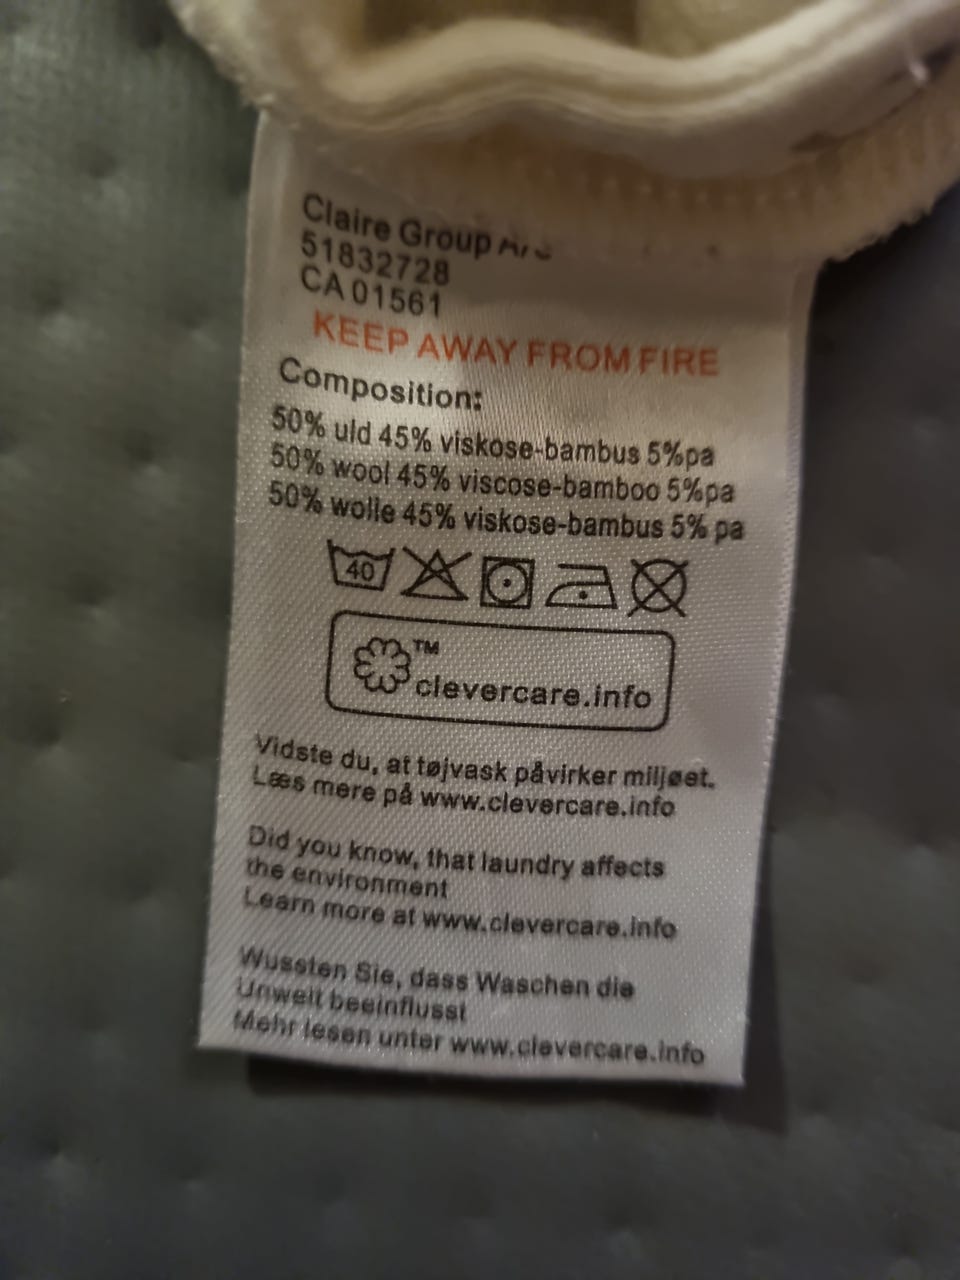 Claire Group A/S
51832728
CA 01561
KEEP AWAY FROM FIRE
Composition:
50% uld 45% viskose-bambus 5%pa
50% wool 45% viscose-bamboo 5%pa
50% wolle 45% viskose-bambus 5% pa
40
TM
clevercare.info
Vidste du, at tøjvask påvirker miljøet.
Læs mere på www.clevercare.info
Did you know, that laundry affects
the environment
Learn more at www.clevercare.info
Wussten Sie, dass Waschen die
Unwelt beeinflusst
Mehr lesen unter www.clevercare.info